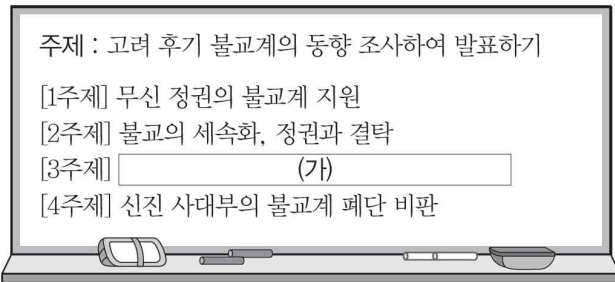 주제 : 고려 후기 불교계의 동향 조사하여 발표하기
[1주제] 무신 정권의 불교계 지원
[2주제] 불교의 세속화, 정권과 결탁
[3주제] (가)
[4주제] 신진 사대부의 불교계 폐단 비판